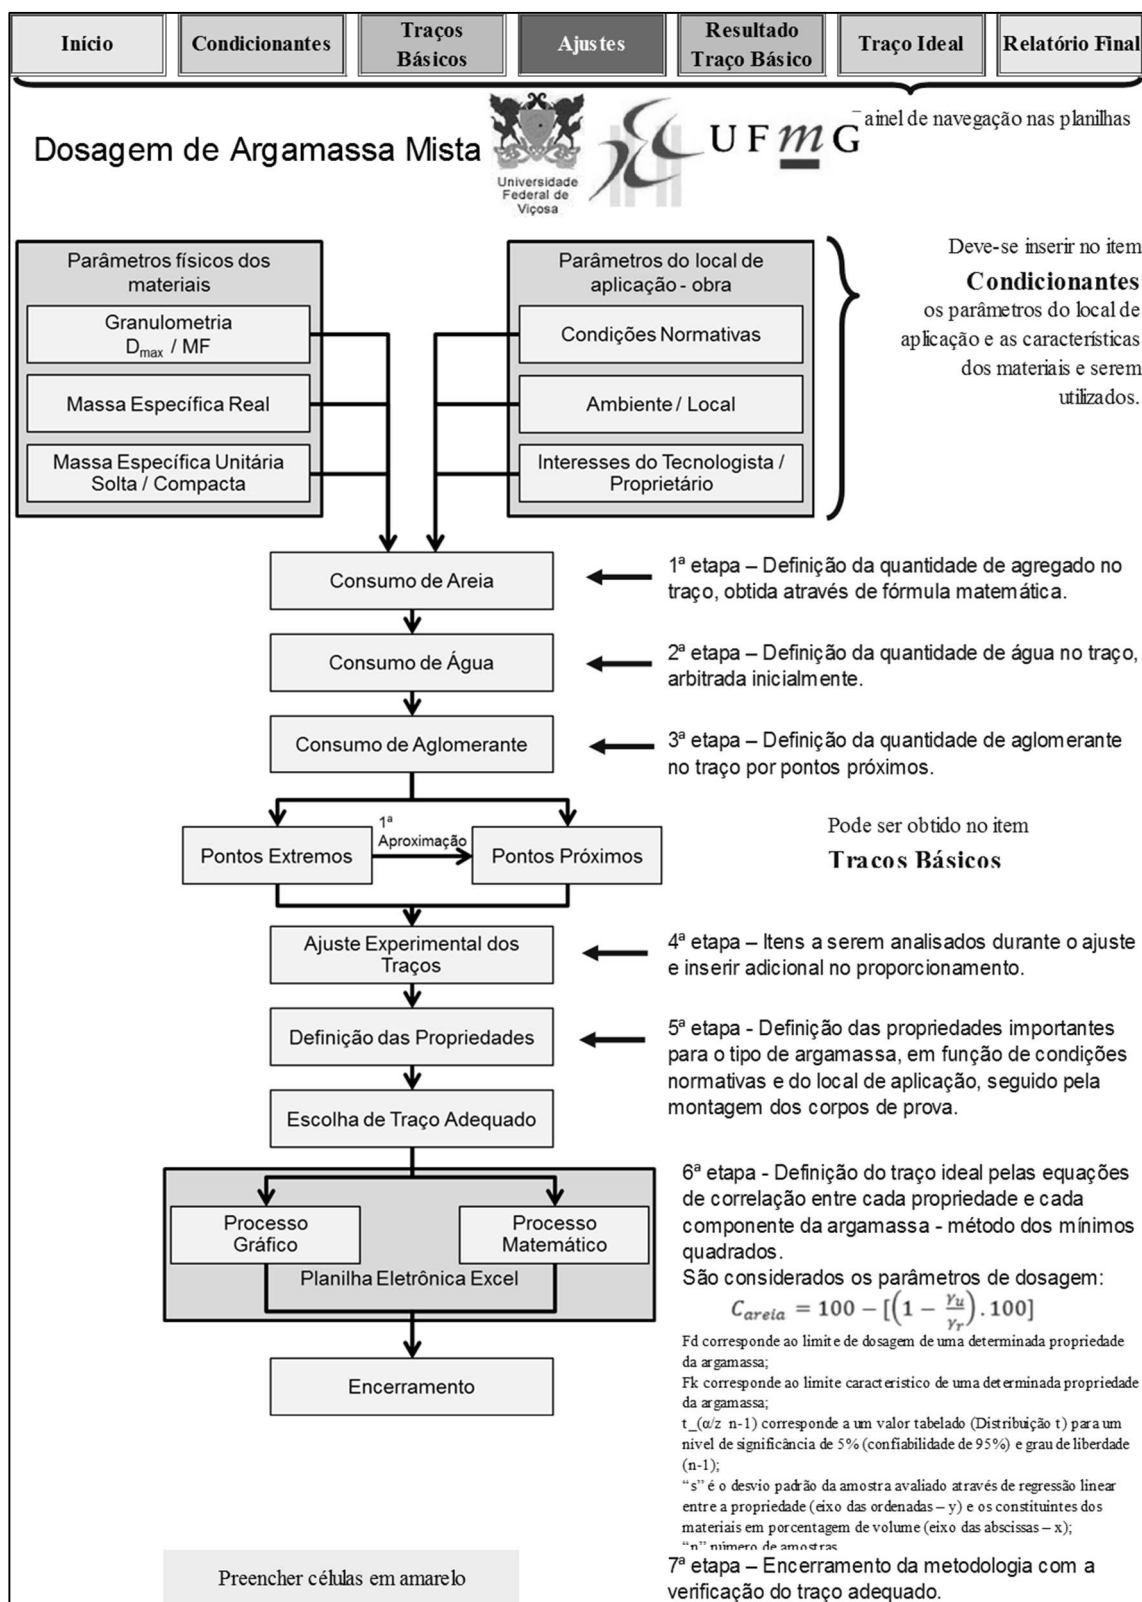 Início
Condicionantes
Traços
Básicos
Ajustes
Resultado
Traço Básico
Traço Ideal
Relatório Final
ainel de navegação nas planilhas
Dosagem de Argamassa Mista
Universidade
Federal de
Viçosa
UFmG
Parâmetros físicos dos
materiais
Granulometria
Dmax / MF
Massa Específica Real
Massa Específica Unitária
Solta / Compacta
Parâmetros do local de
aplicação - obra
Condições Normativas
Ambiente / Local
Interesses do Tecnologista /
Proprietário
Deve-se inserir no item
Condicionantes
os parâmetros do local de
aplicação e as características
dos materiais e serem
utilizados.
Consumo de Areia
1ª etapa – Definição da quantidade de agregado no
traço, obtida através de fórmula matemática.
Consumo de Água
2ª etapa – Definição da quantidade de água no traço,
arbitrada inicialmente.
Consumo de Aglomerante
3ª etapa – Definição da quantidade de aglomerante
no traço por pontos próximos.
Pontos Extremos
1ª
Aproximação
Pontos Próximos
Pode ser obtido no item
Tracos Básicos
Ajuste Experimental dos
Traços
4ª etapa – Itens a serem analisados durante o ajuste
e inserir adicional no proporcionamento.
Definição das Propriedades
5ª etapa - Definição das propriedades importantes
para o tipo de argamassa, em função de condições
normativas e do local de aplicação, seguido pela
montagem dos corpos de prova.
Escolha de Traço Adequado
Processo
Gráfico
Processo
Matemático
Planilha Eletrônica Excel
6ª etapa - Definição do traço ideal pelas equações
de correlação entre cada propriedade e cada
componente da argamassa - método dos mínimos
quadrados.
São considerados os parâmetros de dosagem:
C_areia = 100 − [(1 − γu/γr) . 100]
Fd corresponde ao limite de dosagem de uma determinada propriedade
da argamassa;
Fk corresponde ao limite caracteristico de uma determinada propriedade
da argamassa;
t_(α/z n-1) corresponde a um valor tabelado (Distribuição t) para um
nivel de significância de 5% (confiabilidade de 95%) e grau de liberdade
(n-1);
“s” é o desvio padrão da amostra avaliado através de regressão linear
entre a propriedade (eixo das ordenadas – y) e os constituintes dos
materiais em porcentagem de volume (eixo das abscissas – x);
“n” número de amostras
Encerramento
Preencher células em amarelo
7ª etapa – Encerramento da metodologia com a
verificação do traço adequado.